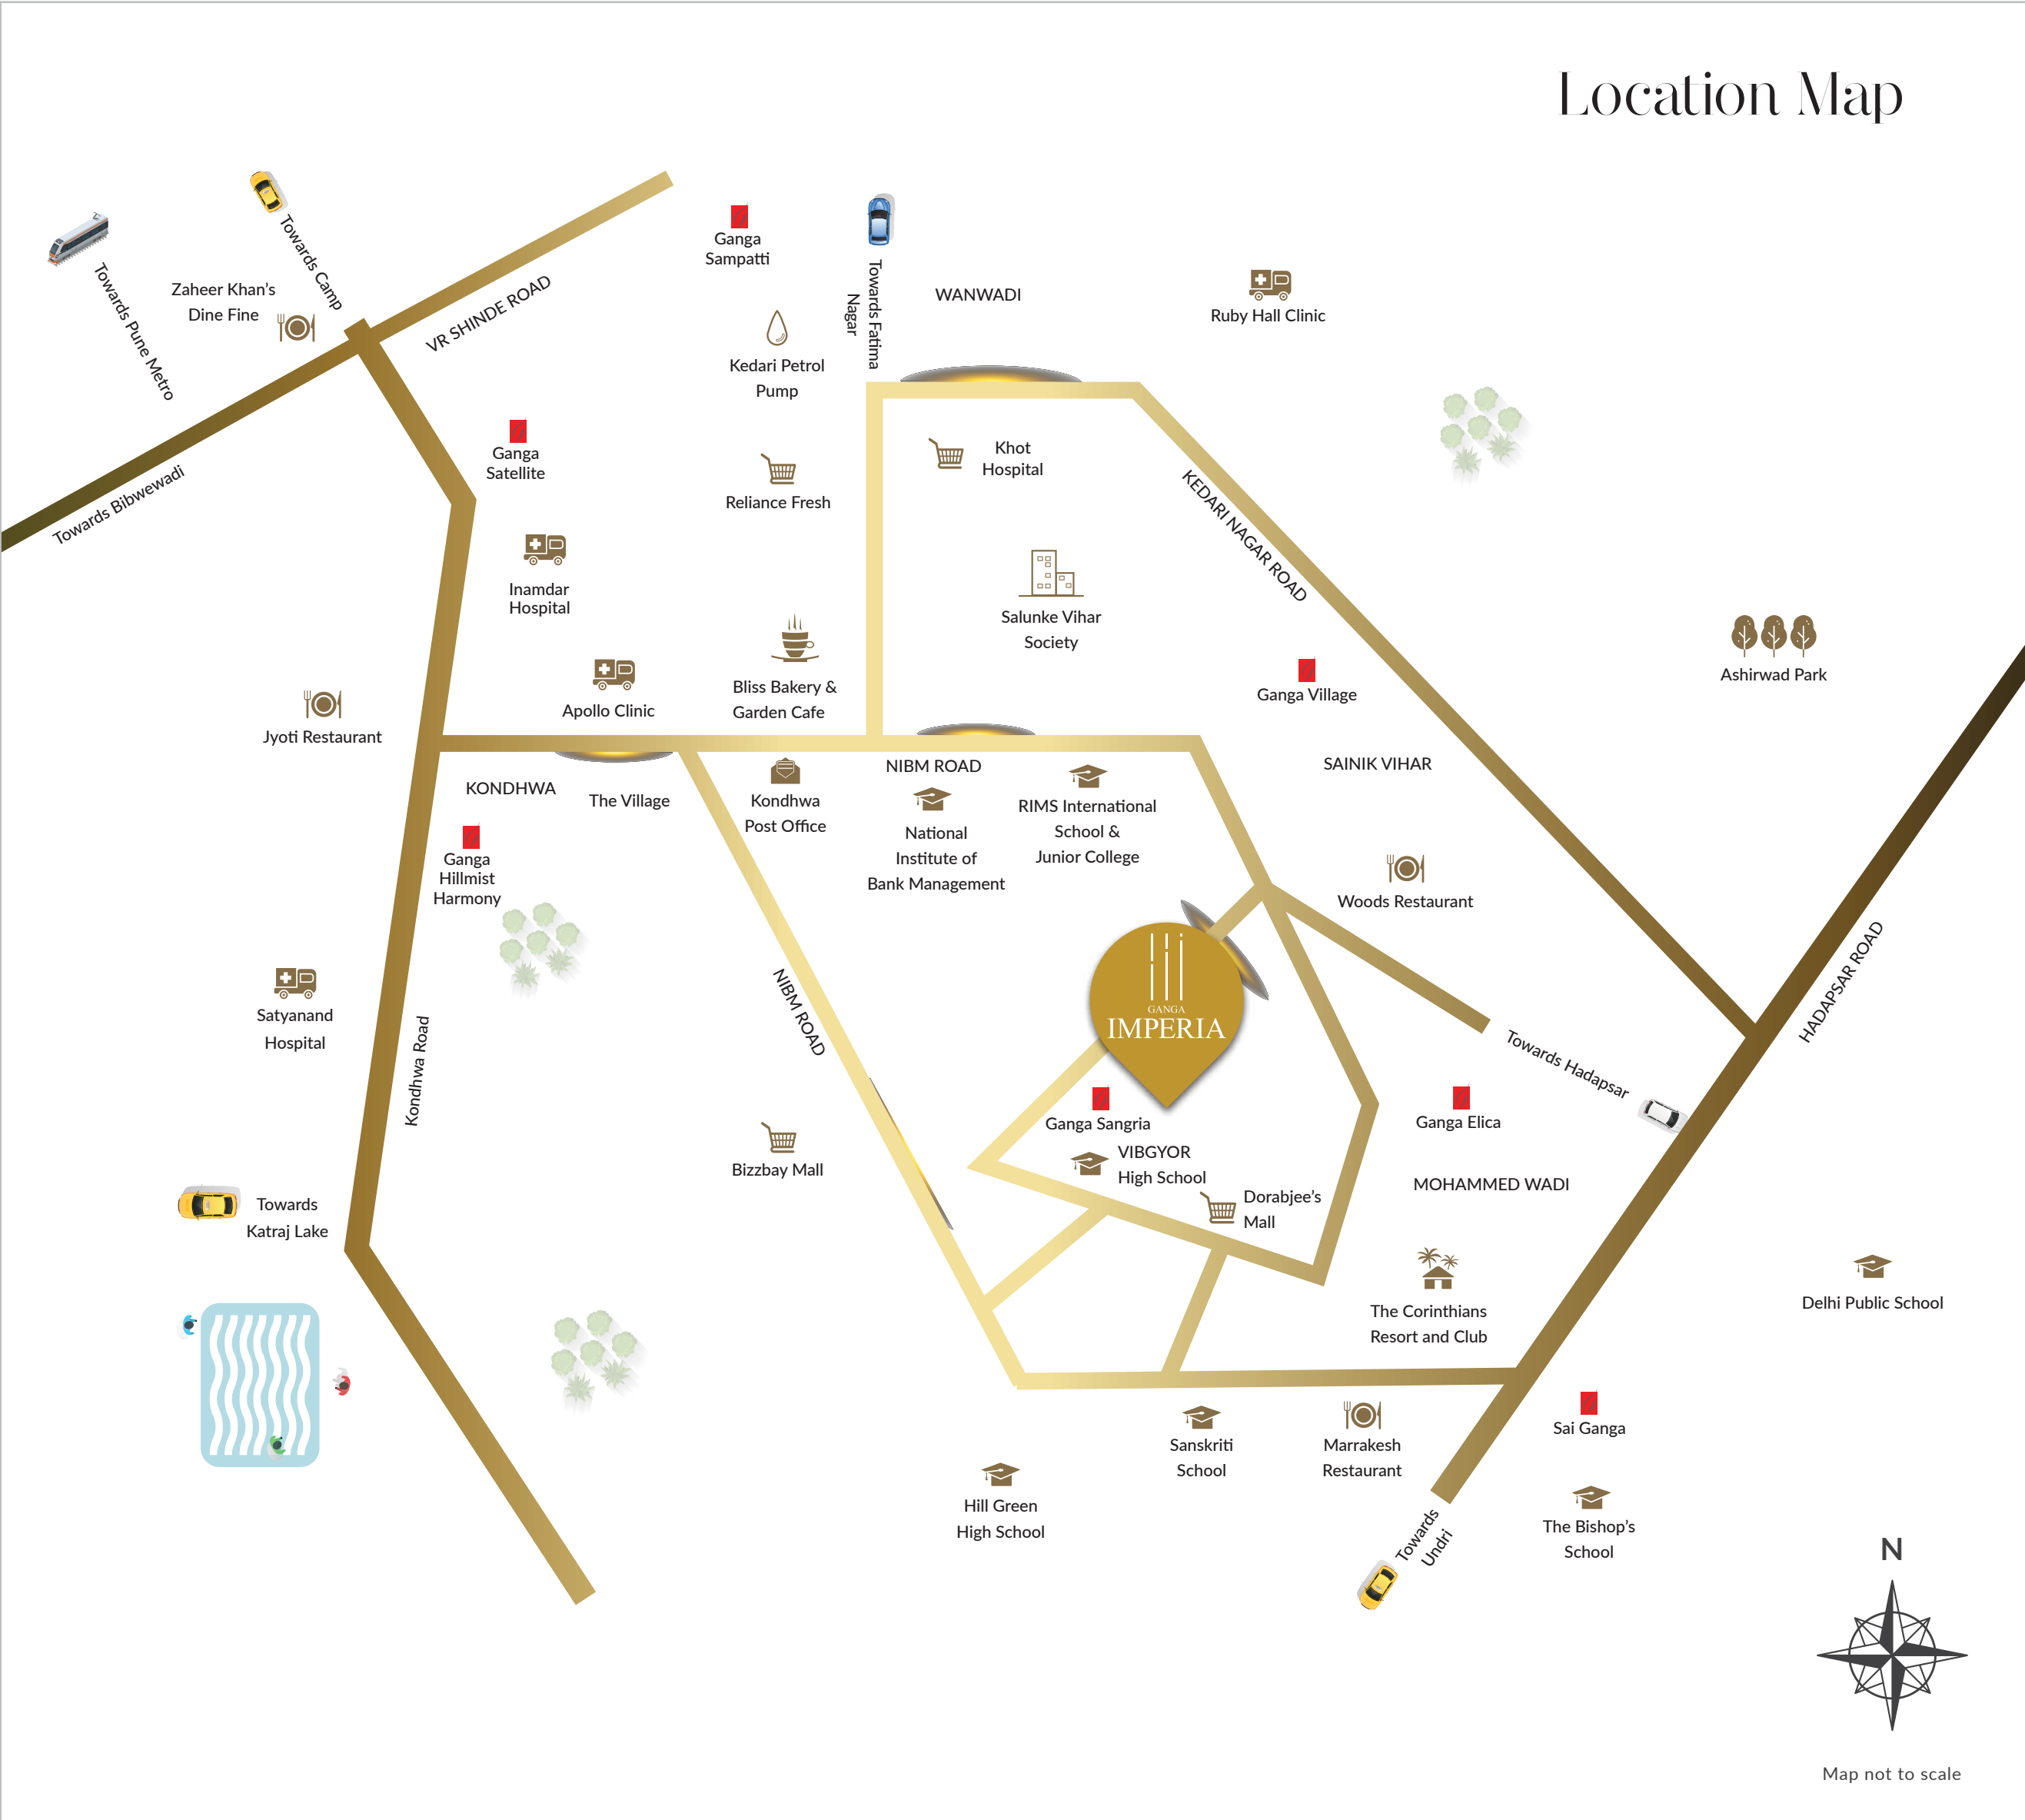 Location Map
Towards Camp
Towards Pune Metro
Zaheer Khan's
Dine Fine
VR SHINDE ROAD
Towards Bibwewadi
Ganga
Sampatti
Towards Fatima
Nagar
WANWADI
Ruby Hall Clinic
Kedari Petrol
Pump
Ganga
Satellite
Reliance Fresh
Khot
Hospital
KEDARI NAGAR ROAD
Inamdar
Hospital
Salunke Vihar
Society
Ashirwad Park
Apollo Clinic
Bliss Bakery &
Garden Cafe
Ganga Village
Jyoti Restaurant
KONDHWA
The Village
Kondhwa
Post Office
NIBM ROAD
National
Institute of
Bank Management
RIMS International
School &
Junior College
SAINIK VIHAR
Ganga
Hillmist
Harmony
Woods Restaurant
HADAPSAR ROAD
Satyanand
Hospital
Kondhwa Road
NIBM ROAD
GANGA
IMPERIA
Towards Hadapsar
Ganga Sangria
Ganga Elica
VIBGYOR
High School
Bizzbay Mall
Dorabjee's
Mall
MOHAMMED WADI
Towards
Katraj Lake
The Corinthians
Resort and Club
Delhi Public School
Sanskriti
School
Marrakesh
Restaurant
Sai Ganga
Hill Green
High School
The Bishop's
School
Towards
Undri
N
Map not to scale